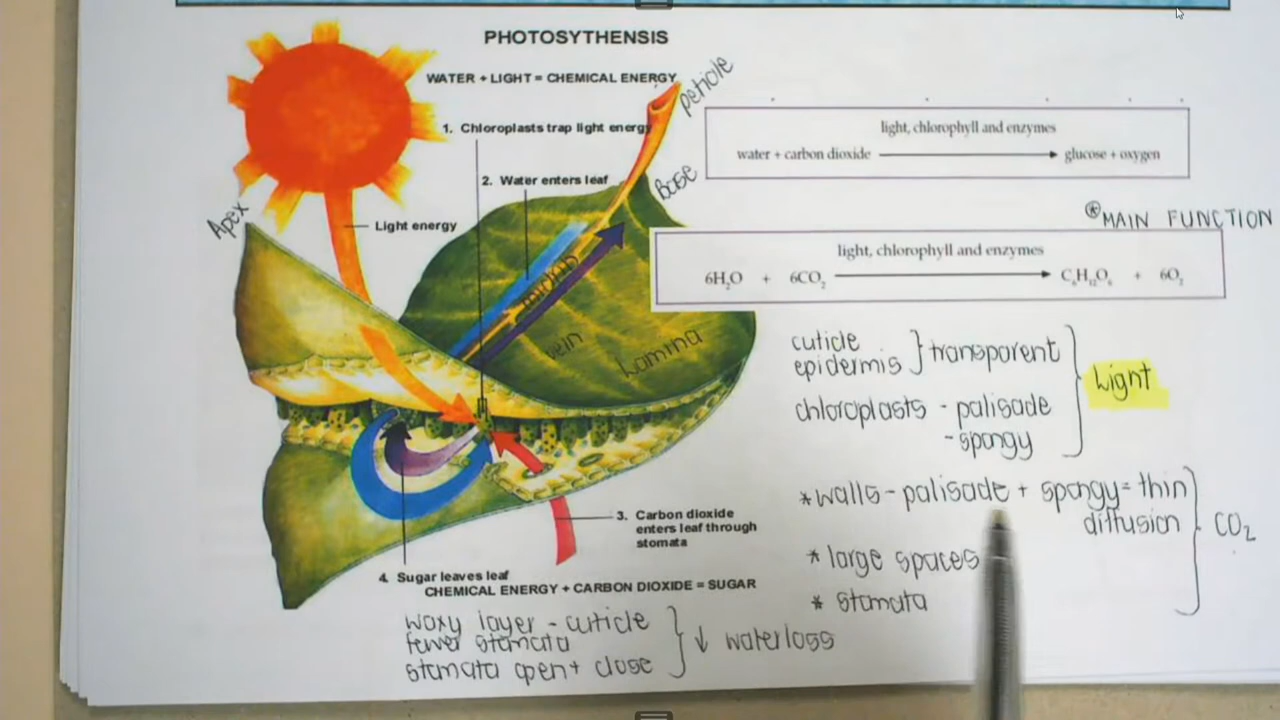 PHOTOSYTHENSIS
WATER + LIGHT = CHEMICAL ENERGY
petiole
1. Chloroplasts trap light energy
light, chlorophyll and enzymes
water + carbon dioxide → glucose + oxygen
2. Water enters leaf
Base
Apex
Light energy
*MAIN FUNCTION
light, chlorophyll and enzymes
6H₂O + 6CO₂ → C₆H₁₂O₆ + 6O₂
midrib
vein
Lamina
cuticle
epidermis } transparent
Light
chloroplasts - palisade
- spongy
*walls - palisade + spongy = thin
diffusion
CO₂
* large spaces
* stomata
3. Carbon dioxide
enters leaf through
stomata
4. Sugar leaves leaf
CHEMICAL ENERGY + CARBON DIOXIDE = SUGAR
waxy layer - cuticle
fewer stomata
stomata open + close
↓ waterloss